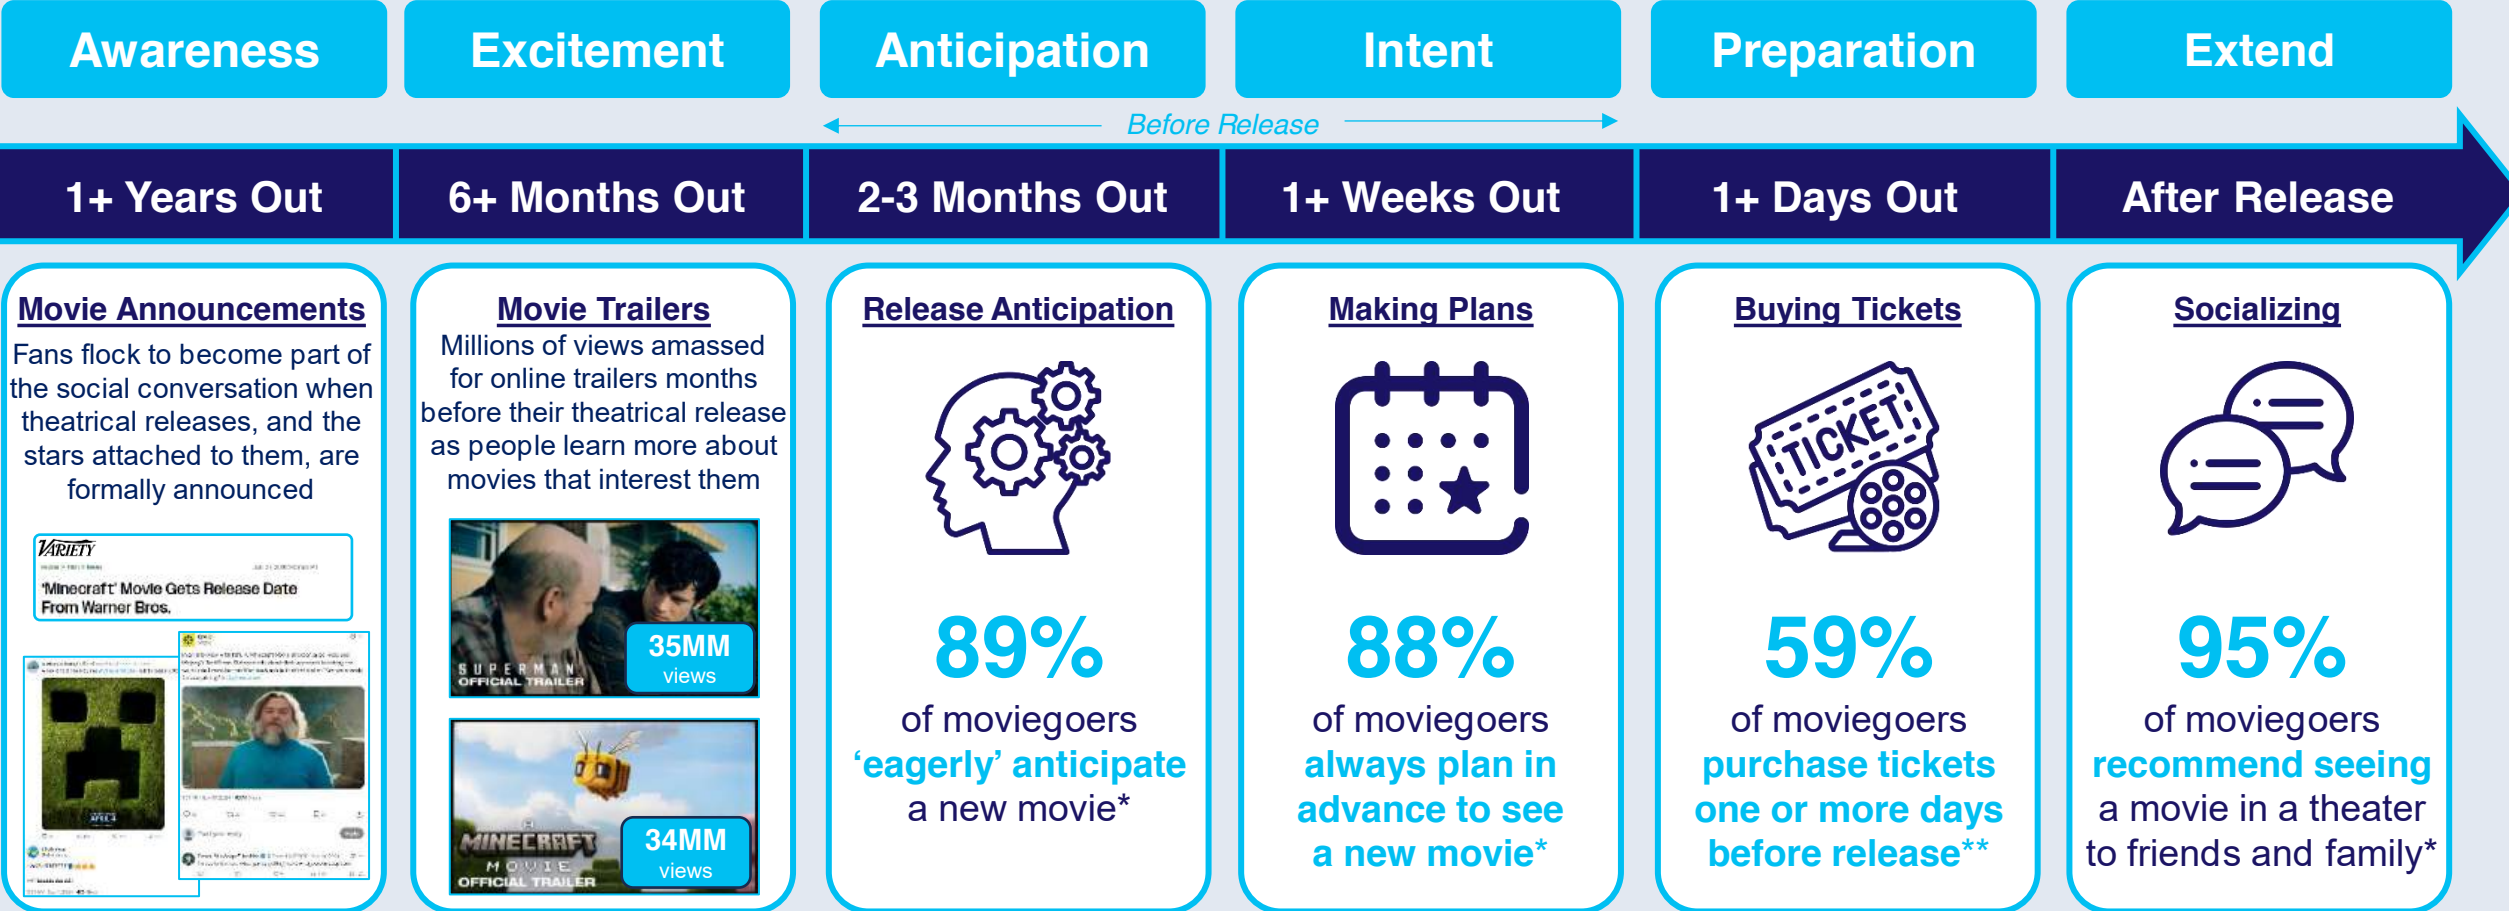 Awareness
Excitement
Anticipation
Intent
Preparation
Extend
Before Release
1+ Years Out
6+ Months Out
2-3 Months Out
1+ Weeks Out
1+ Days Out
After Release
Movie Announcements
Fans flock to become part of
the social conversation when
theatrical releases, and the
stars attached to them, are
formally announced
VARIETY
'Minecraft' Movie Gets Release Date
From Warner Bros.
APRIL 4
Movie Trailers
Millions of views amassed
for online trailers months
before their theatrical release
as people learn more about
movies that interest them
SUPERMAN
OFFICIAL TRAILER
35MM
views
A
MINECRAFT
MOVIE
OFFICIAL TRAILER
34MM
views
Release Anticipation
89%
of moviegoers
‘eagerly’ anticipate
a new movie*
Making Plans
88%
of moviegoers
always plan in
advance to see
a new movie*
Buying Tickets
TICKET
59%
of moviegoers
purchase tickets
one or more days
before release**
Socializing
95%
of moviegoers
recommend seeing
a movie in a theater
to friends and family*